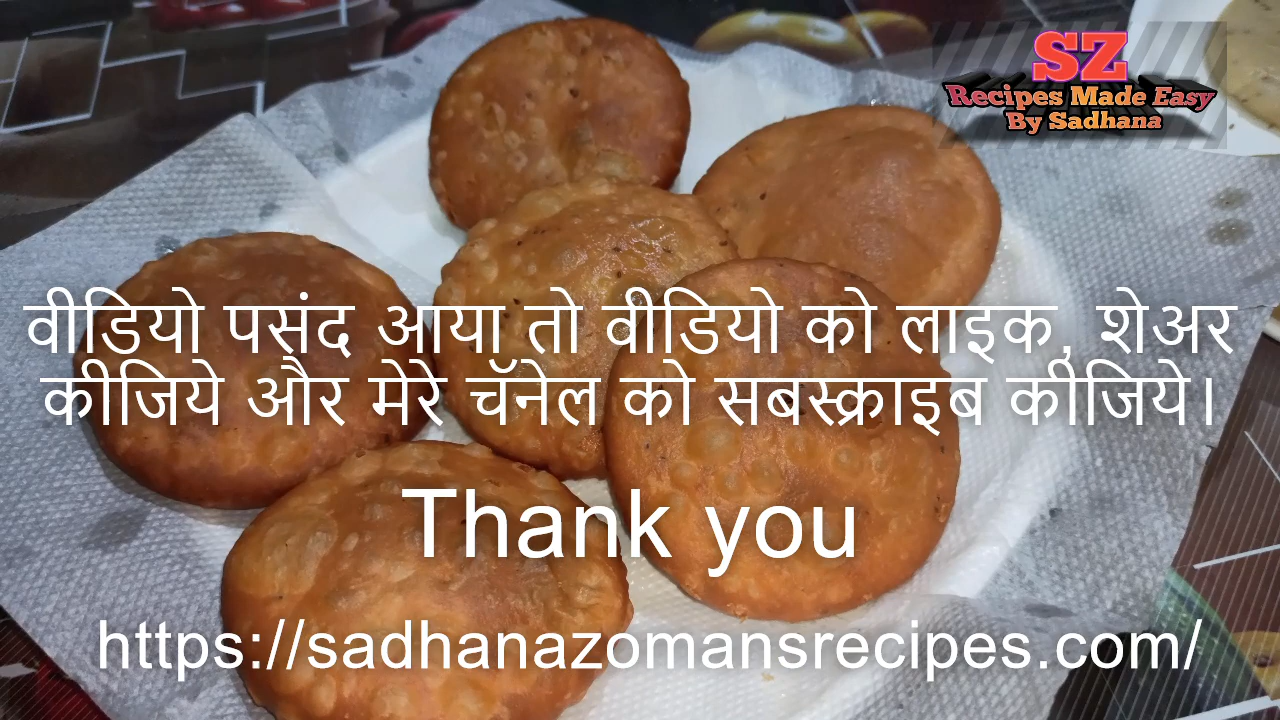 SZ
Recipes Made Easy
By Sadhana
वीडियो पसंद आया तो वीडियो को लाइक, शेअर
कीजिये और मेरे चॅनेल को सबस्क्राइब कीजिये।
Thank you
https://sadhanazomansrecipes.com/